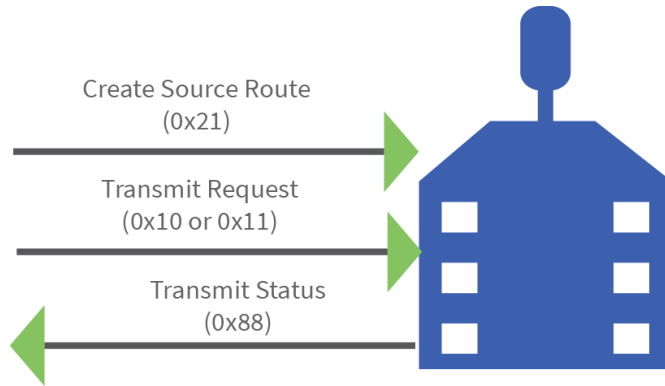 Create Source Route
(0x21)
Transmit Request
(0x10 or 0x11)
Transmit Status
(0x88)